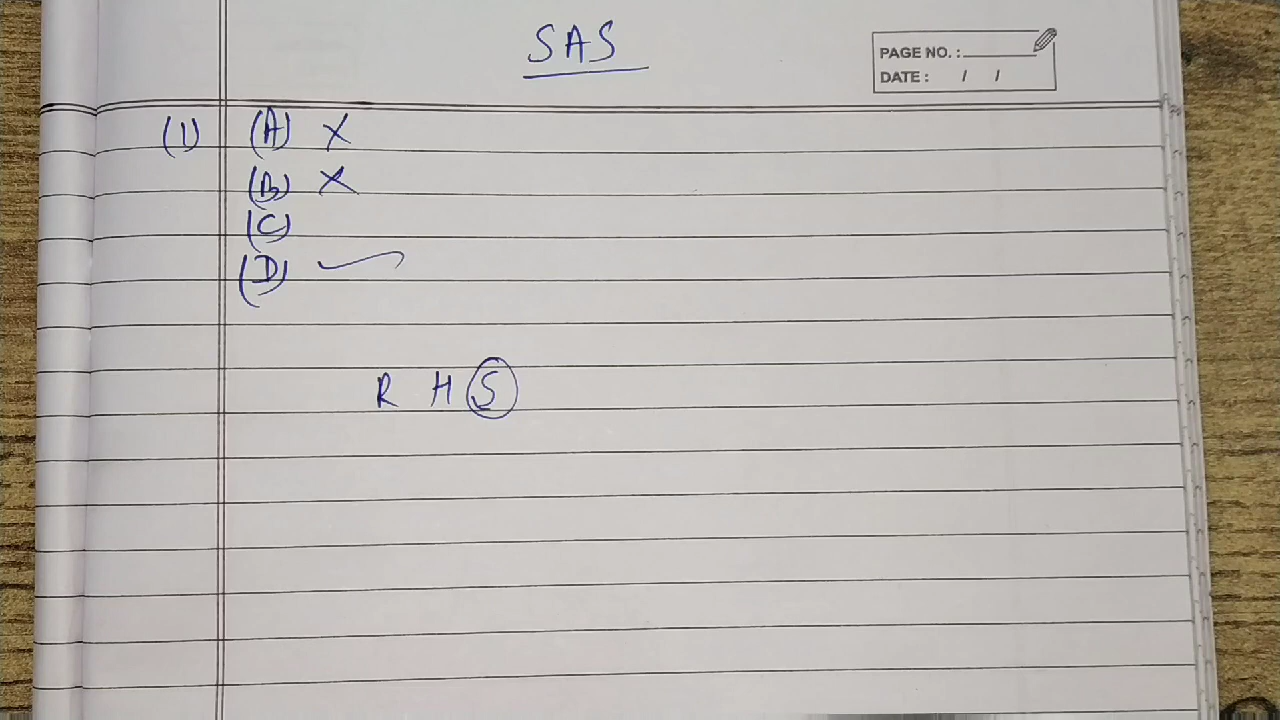 SAS
PAGE NO. :
DATE : / /
(1) (A) ×
(B) ×
(C)
(D) ✓
R H S